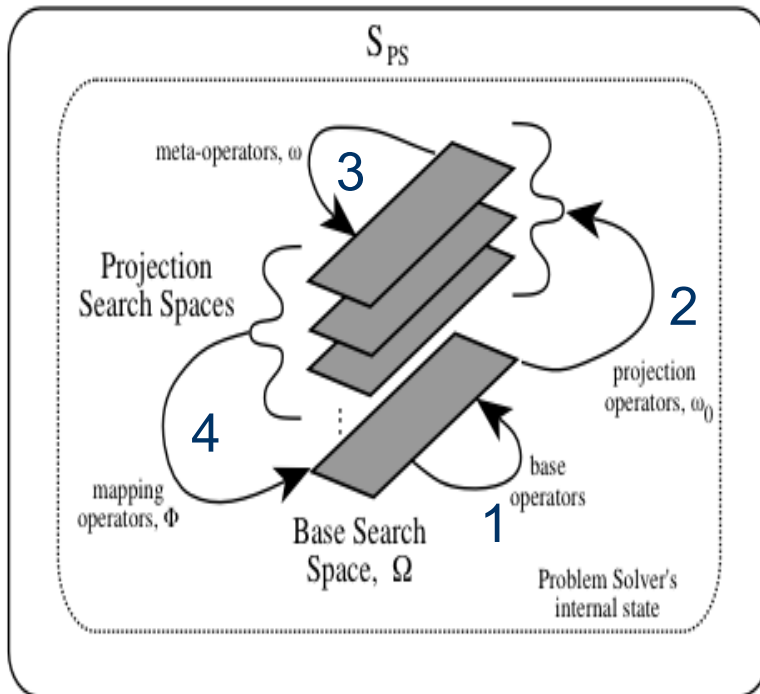 S_PS
meta-operators, ω
3
Projection
Search Spaces
2
projection
operators, ω₀
4
mapping
operators, Φ
base
operators
1
Base Search
Space, Ω
Problem Solver's
internal state